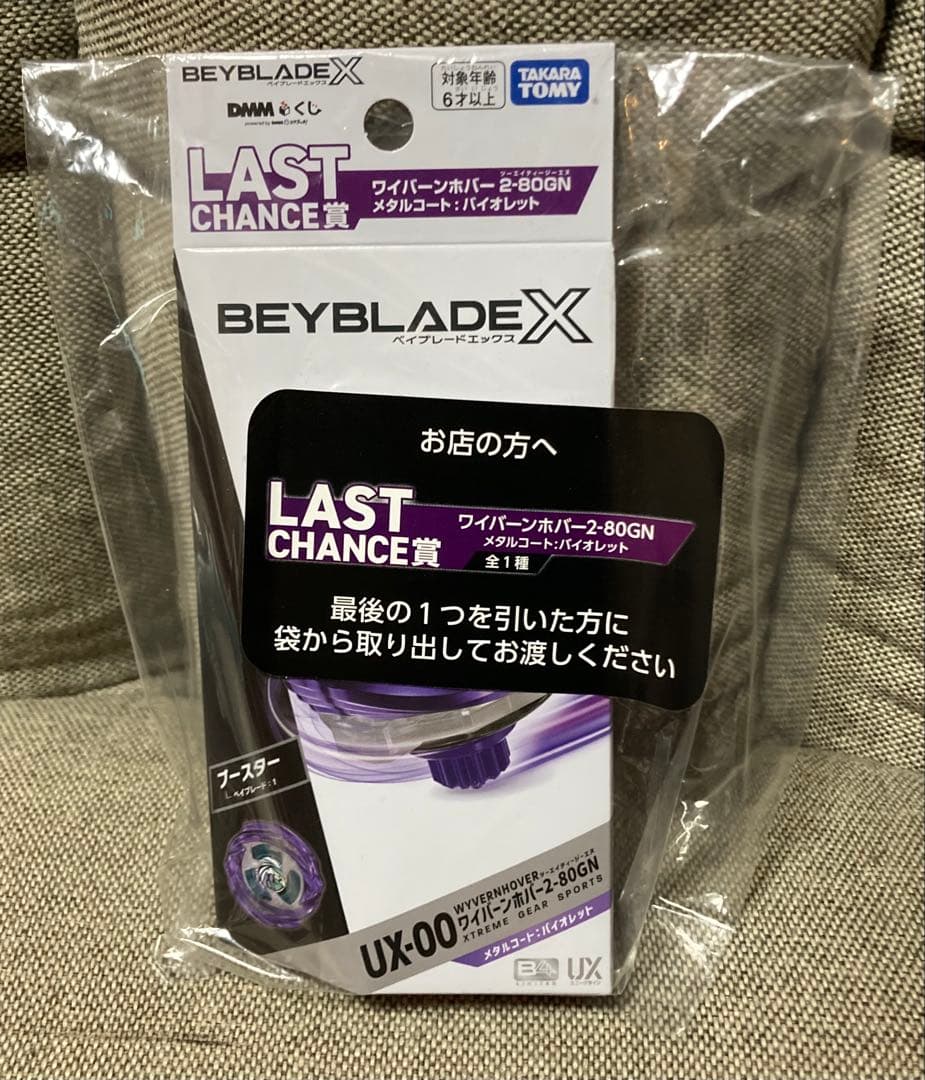 BEYBLADE X
ベイブレードエックス
対象年齢
6才以上
TAKARA
TOMY
DMM くじ
LAST
CHANCE賞
ツーエイティージーエヌ
ワイバーンホバー 2-80GN
メタルコート：バイオレット
BEYBLADE X
ベイブレードエックス
お店の方へ
LAST
CHANCE賞
ワイバーンホバー2-80GN
メタルコート：バイオレット
全1種
最後の1つを引いた方に
袋から取り出してお渡しください
ブースター
ベイブレード：1
UX-00
WYVERNHOVER ツーエイティージーエヌ
ワイバーンホバー2-80GN
XTREME GEAR SPORTS
メタルコート：バイオレット
B4
UX